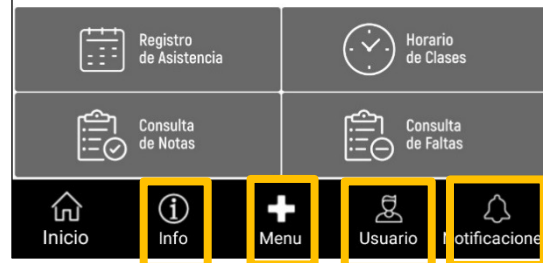 Registro
de Asistencia
Horario
de Clases
Consulta
de Notas
Consulta
de Faltas
Inicio
Info
Menu
Usuario
Notificacione